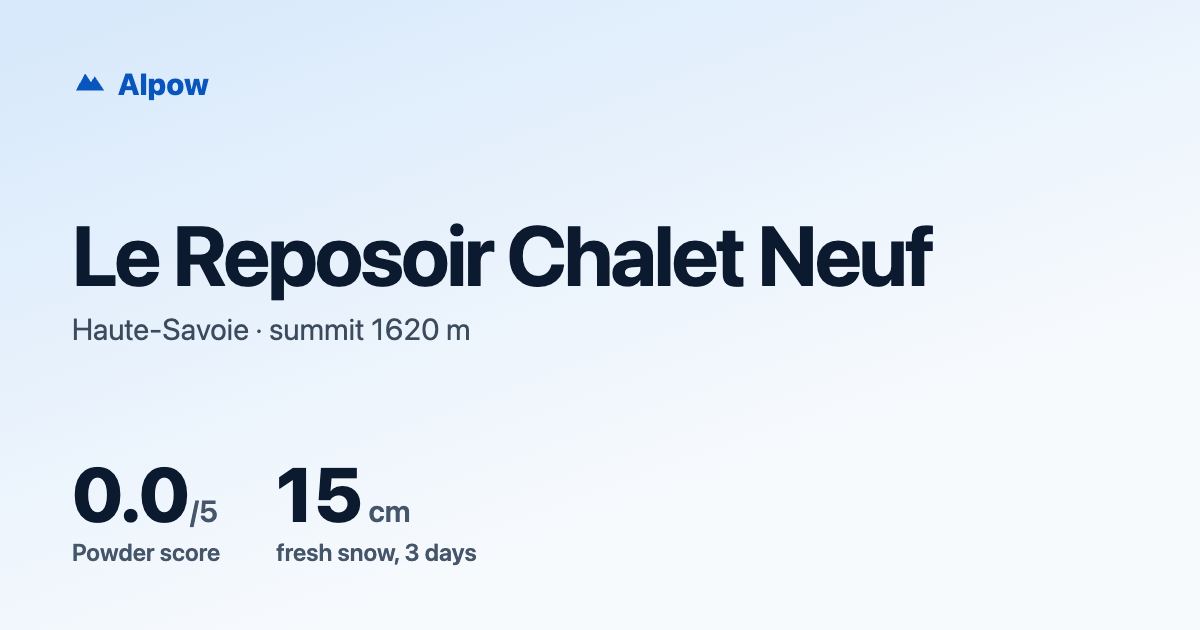 Alpow
Le Reposoir Chalet Neuf
Haute-Savoie · summit 1620 m
0.0/5 15 cm
Powder score fresh snow, 3 days